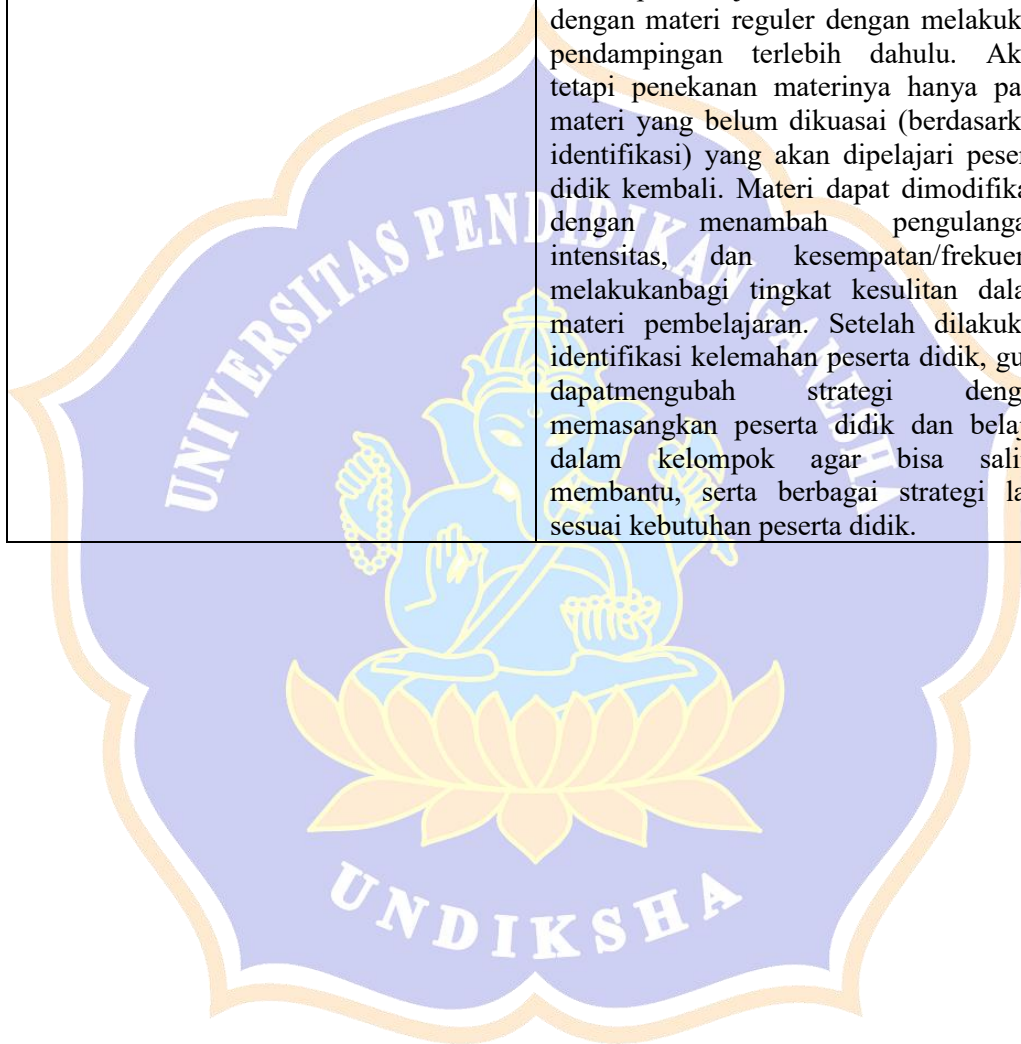 dengan materi reguler dengan melakuk
pendampingan terlebih dahulu. Ak
tetapi penekanan materinya hanya pa
materi yang belum dikuasai (berdasark
identifikasi) yang akan dipelajari peser
didik kembali. Materi dapat dimodifika
dengan menambah pengulanga
intensitas, dan kesempatan/frekuen
melakukanbagi tingkat kesulitan dala
materi pembelajaran. Setelah dilakuk
identifikasi kelemahan peserta didik, gu
dapatmengubah strategi deng
memasangkan peserta didik dan belaj
dalam kelompok agar bisa sali
membantu, serta berbagai strategi la
sesuai kebutuhan peserta didik.
UNIVERSITAS PENDIDIKAN GANESHA
UNDIKSHA